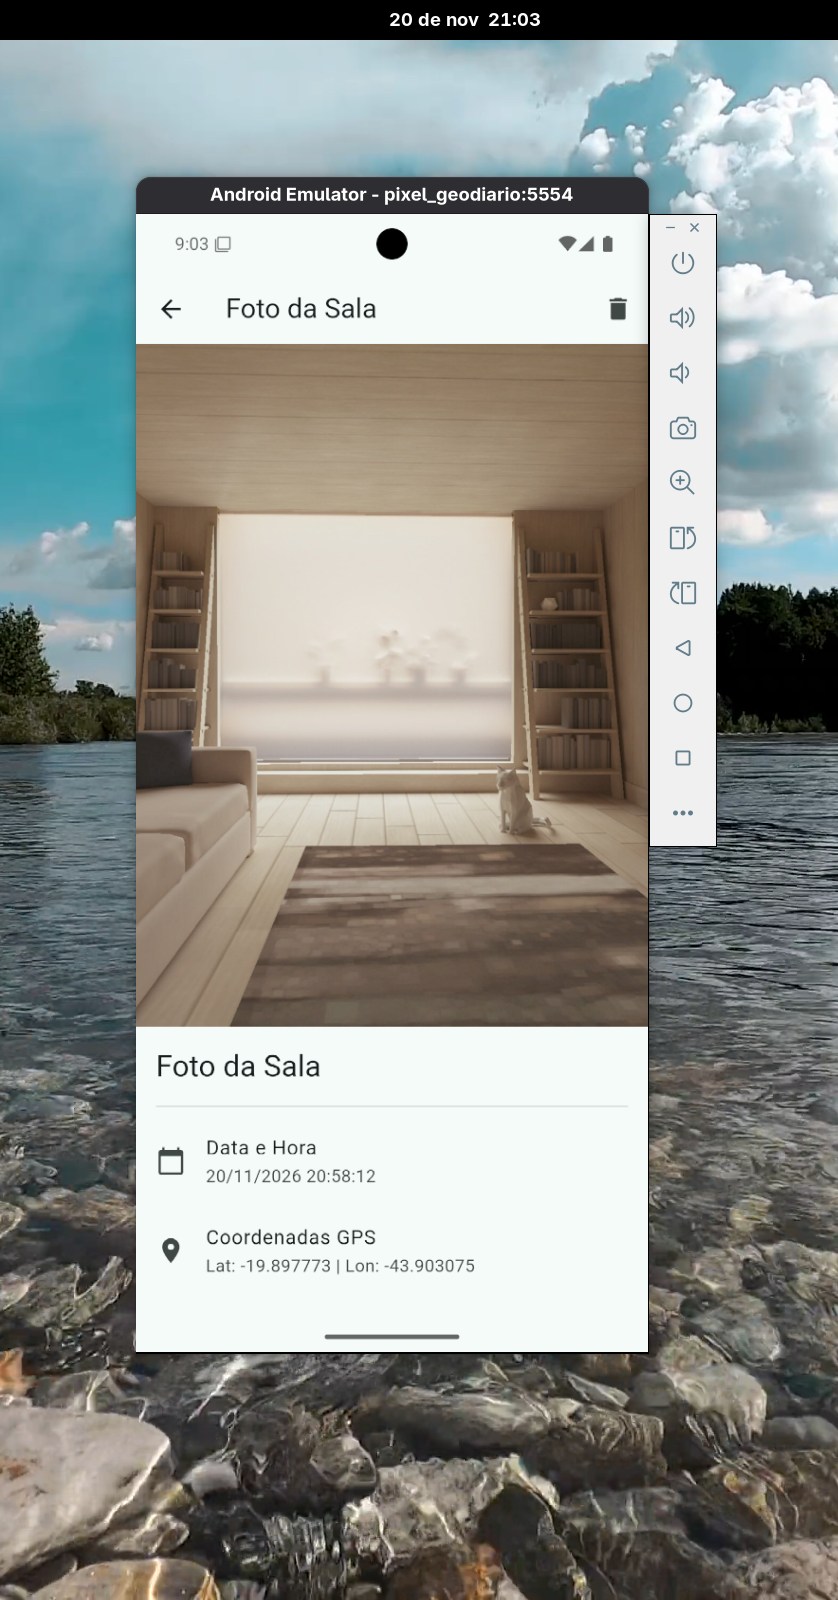 20 de nov 21:03
Android Emulator - pixel_geodiario:5554
9:03
Foto da Sala
Foto da Sala
Data e Hora
20/11/2026 20:58:12
Coordenadas GPS
Lat: -19.897773 | Lon: -43.903075